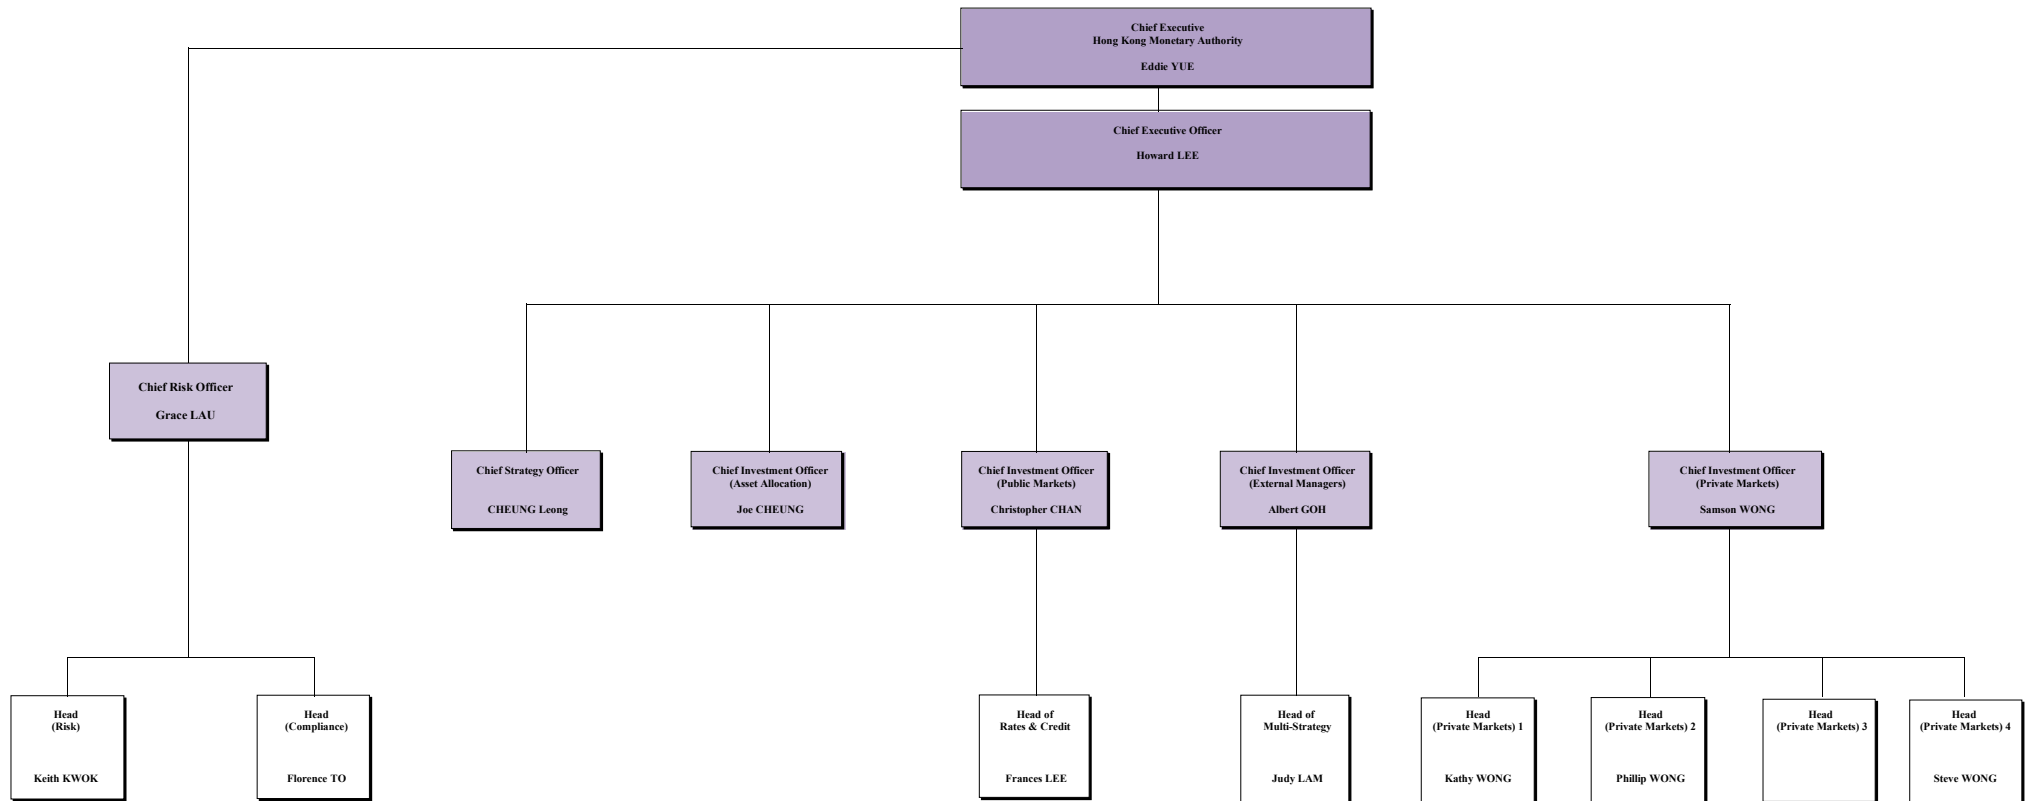 Chief Executive
Hong Kong Monetary Authority
Eddie YUE
Chief Executive Officer
Howard LEE
Chief Risk Officer
Grace LAU
Chief Strategy Officer
CHEUNG Leong
Chief Investment Officer
(Asset Allocation)
Joe CHEUNG
Chief Investment Officer
(Public Markets)
Christopher CHAN
Chief Investment Officer
(External Managers)
Albert GOH
Chief Investment Officer
(Private Markets)
Samson WONG
Head
(Risk)
Keith KWOK
Head
(Compliance)
Florence TO
Head of
Rates & Credit
Frances LEE
Head of
Multi-Strategy
Judy LAM
Head
(Private Markets) 1
Kathy WONG
Head
(Private Markets) 2
Phillip WONG
Head
(Private Markets) 3
Head
(Private Markets) 4
Steve WONG